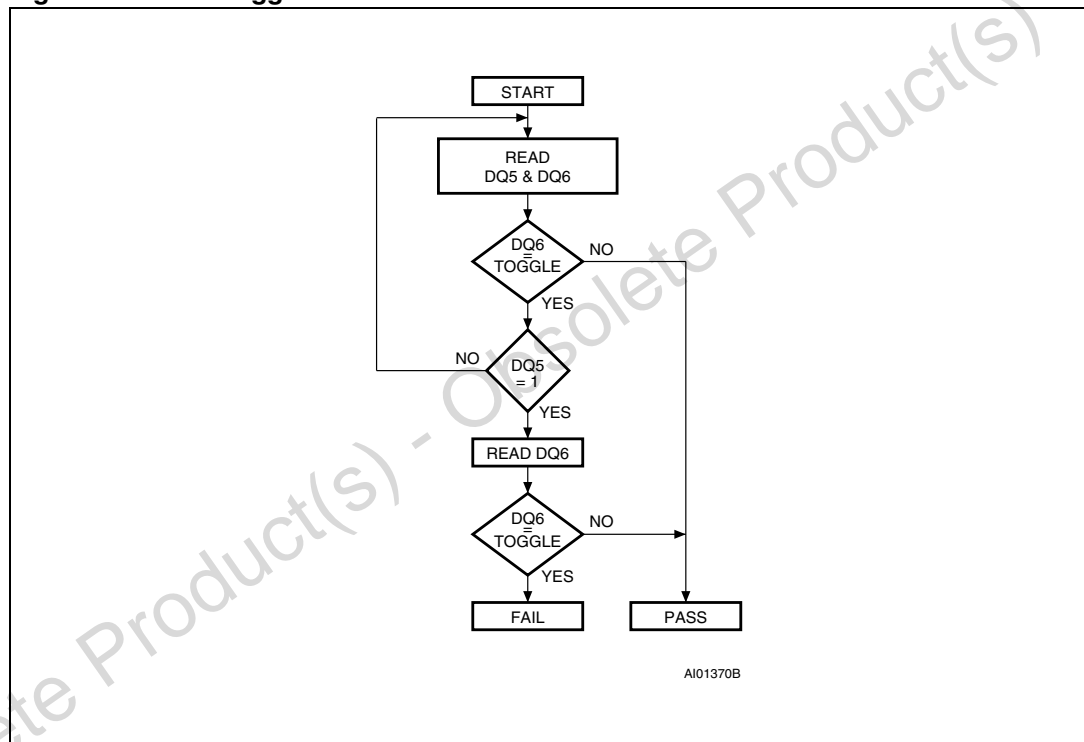 START
READ
DQ5 & DQ6
DQ6
=
TOGGLE
NO
YES
NO
DQ5
= 1
YES
READ DQ6
DQ6
=
TOGGLE
NO
YES
FAIL
PASS
AI01370B
ete Product(s) - Obsolete Product(s)